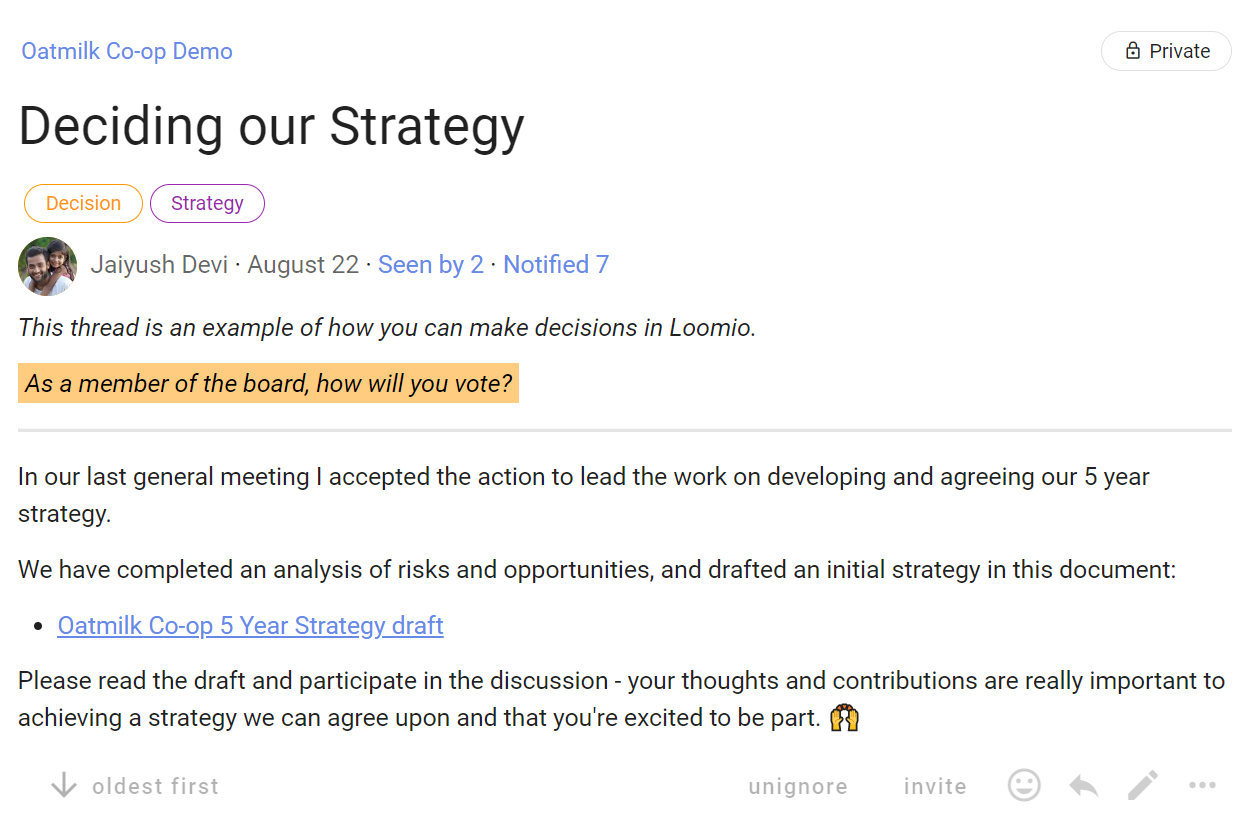 Oatmilk Co-op Demo
Private
Deciding our Strategy
Decision Strategy
Jaiyush Devi · August 22 · Seen by 2 · Notified 7
This thread is an example of how you can make decisions in Loomio.
As a member of the board, how will you vote?
In our last general meeting I accepted the action to lead the work on developing and agreeing our 5 year
strategy.
We have completed an analysis of risks and opportunities, and drafted an initial strategy in this document:
• Oatmilk Co-op 5 Year Strategy draft
Please read the draft and participate in the discussion - your thoughts and contributions are really important to
achieving a strategy we can agree upon and that you're excited to be part. 🙌
oldest first unignore invite